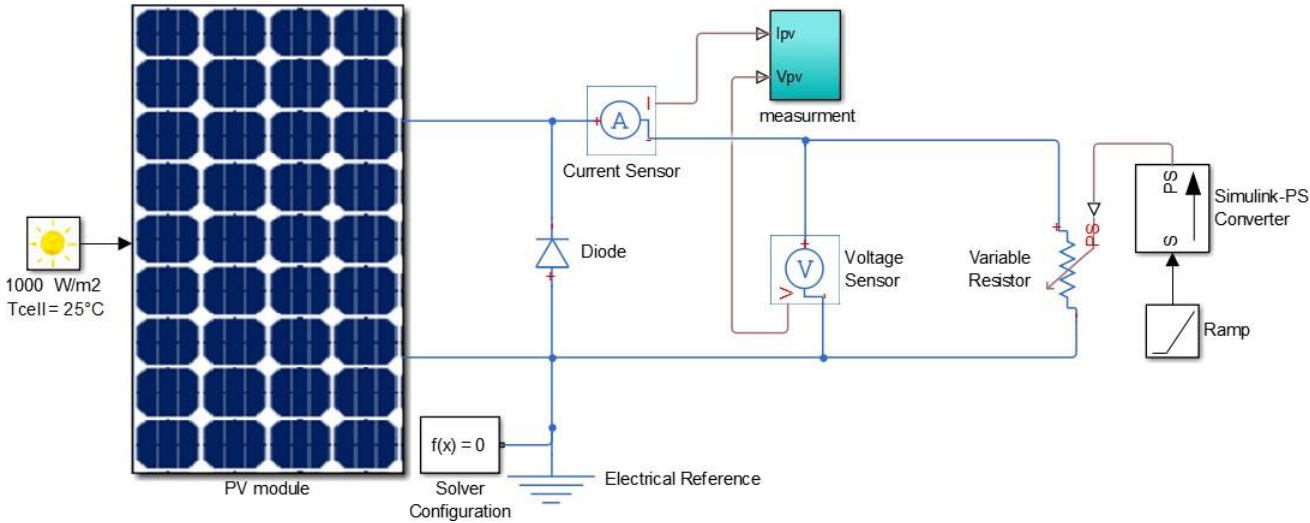 Ipv
Vpv
measurment
+
A
I
-
Current Sensor
PS
S
Simulink-PS
Converter
1000 W/m2
Tcell = 25°C
-
Diode
+
+
V
V
-
Voltage
Sensor
Variable
Resistor
+
PS
-
Ramp
f(x) = 0
PV module
Solver
Configuration
Electrical Reference